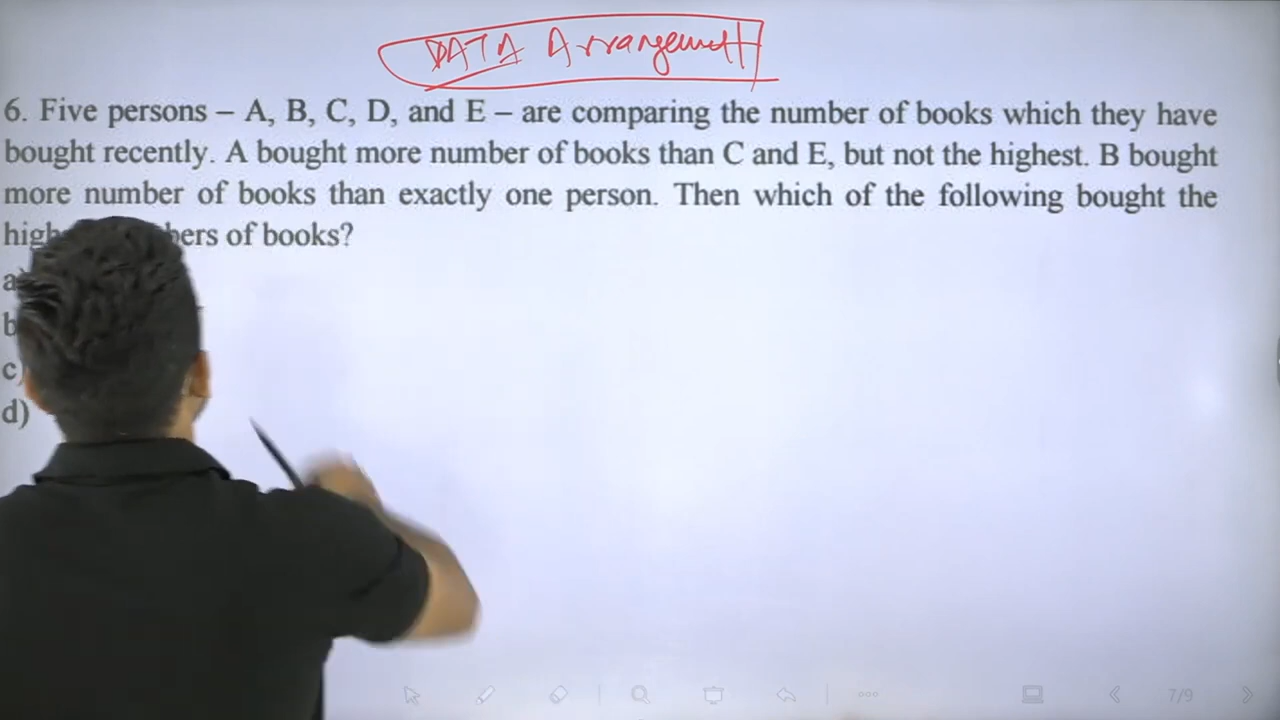 DATA Arrangement
6. Five persons – A, B, C, D, and E – are comparing the number of books which they have
bought recently. A bought more number of books than C and E, but not the highest. B bought
more number of books than exactly one person. Then which of the following bought the
of books?
d)
7/9